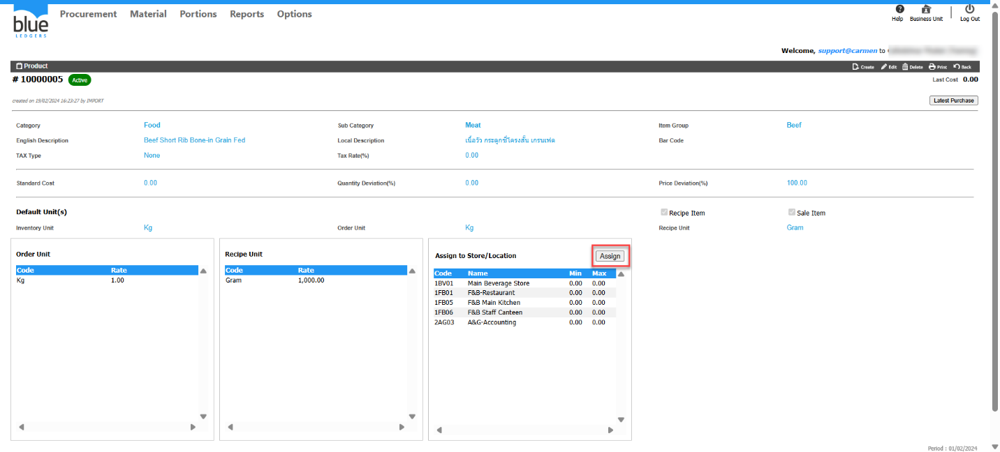 blue
LEDGERS
Procurement Material Portions Reports Options
Help Business Unit Log Out
Welcome, support@carmen to
Product
Create Edit Delete Print Back
# 10000005 Active
Last Cost 0.00
created on 19/02/2024 16:23:27 by IMPORT
Latest Purchase
Category Food Sub Category Meat Item Group Beef
English Description Beef Short Rib Bone-in Grain Fed Local Description เนื้อวัว กระดูกซี่โครงสั้น เกรนเฟด Bar Code
TAX Type None Tax Rate(%) 0.00
Standard Cost 0.00 Quantity Deviation(%) 0.00 Price Deviation(%) 100.00
Default Unit(s) Recipe Item Sale Item
Inventory Unit Kg Order Unit Kg Recipe Unit Gram
Order Unit
Code Rate
Kg 1.00
Recipe Unit
Code Rate
Gram 1,000.00
Assign to Store/Location Assign
Code Name Min Max
1BV01 Main Beverage Store 0.00 0.00
1FB01 F&B-Restaurant 0.00 0.00
1FB05 F&B Main Kitchen 0.00 0.00
1FB06 F&B Staff Canteen 0.00 0.00
2AG03 A&G-Accounting 0.00 0.00
Period : 01/02/2024